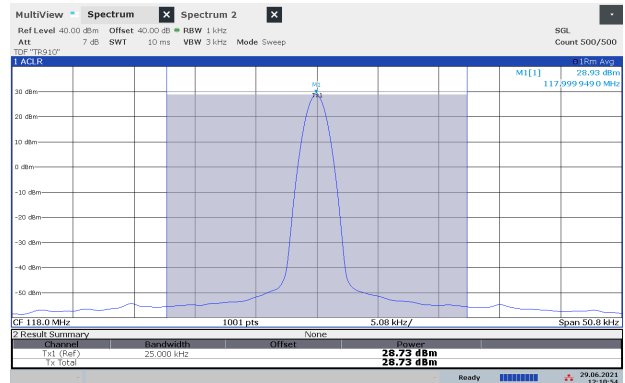 MultiView Spectrum X Spectrum 2 X
Ref Level 40.00 dBm Offset 40.00 dB RBW 1 kHz SGL
Att 7 dB SWT 10 ms VBW 3 kHz Mode Sweep Count 500/500
TDF "TR910"
1 ACLR 1Rm Avg
M1[1] 28.93 dBm
117.9999490 MHz
M1
Tx1
30 dBm
20 dBm
10 dBm
0 dBm
-10 dBm
-20 dBm
-30 dBm
-40 dBm
-50 dBm
CF 118.0 MHz 1001 pts 5.08 kHz/ Span 50.8 kHz
2 Result Summary None
Channel Bandwidth Offset Power
Tx1 (Ref) 25.000 kHz 28.73 dBm
Tx Total 28.73 dBm
Ready 29.06.2021
12:10:54